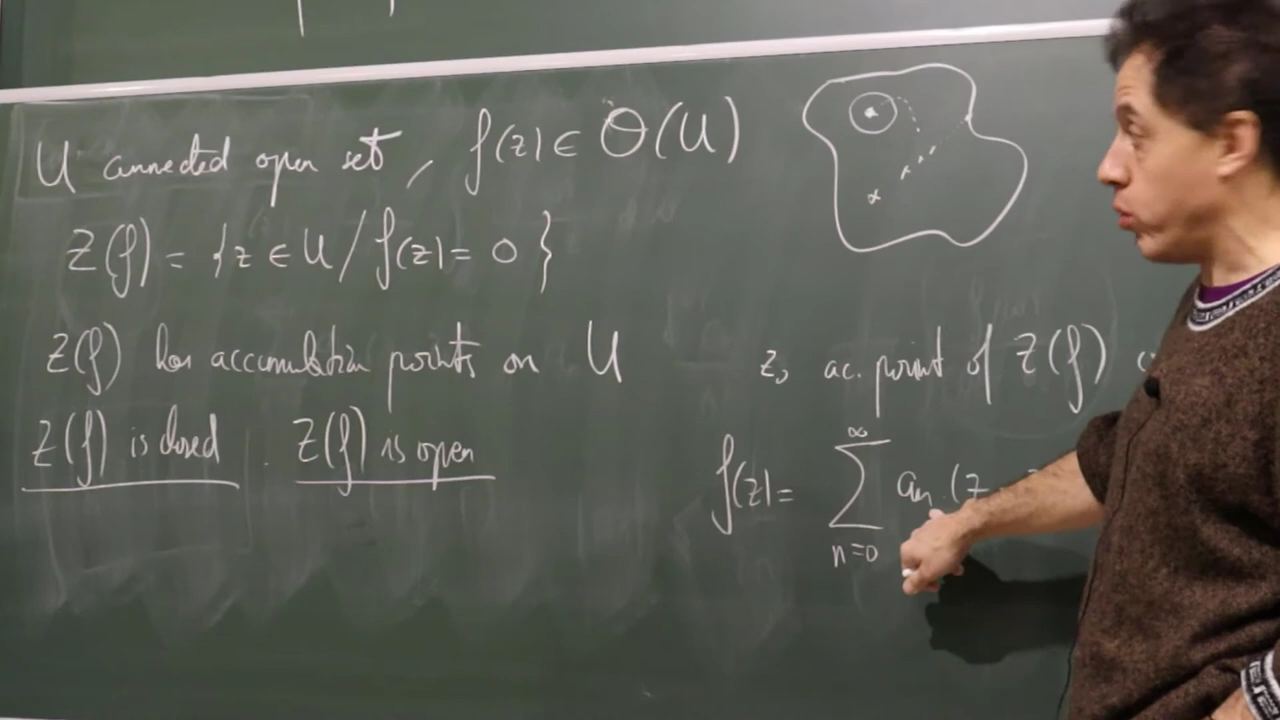 U connected open set, f(z) ∈ O(U)
Z(f) = { z ∈ U / f(z) = 0 }
Z(f) has accumulation points on U
Z(f) is closed . Z(f) is open
z₀ ac. point of Z(f)
f(z) = ∑_{n=0}^{∞} aₙ (z